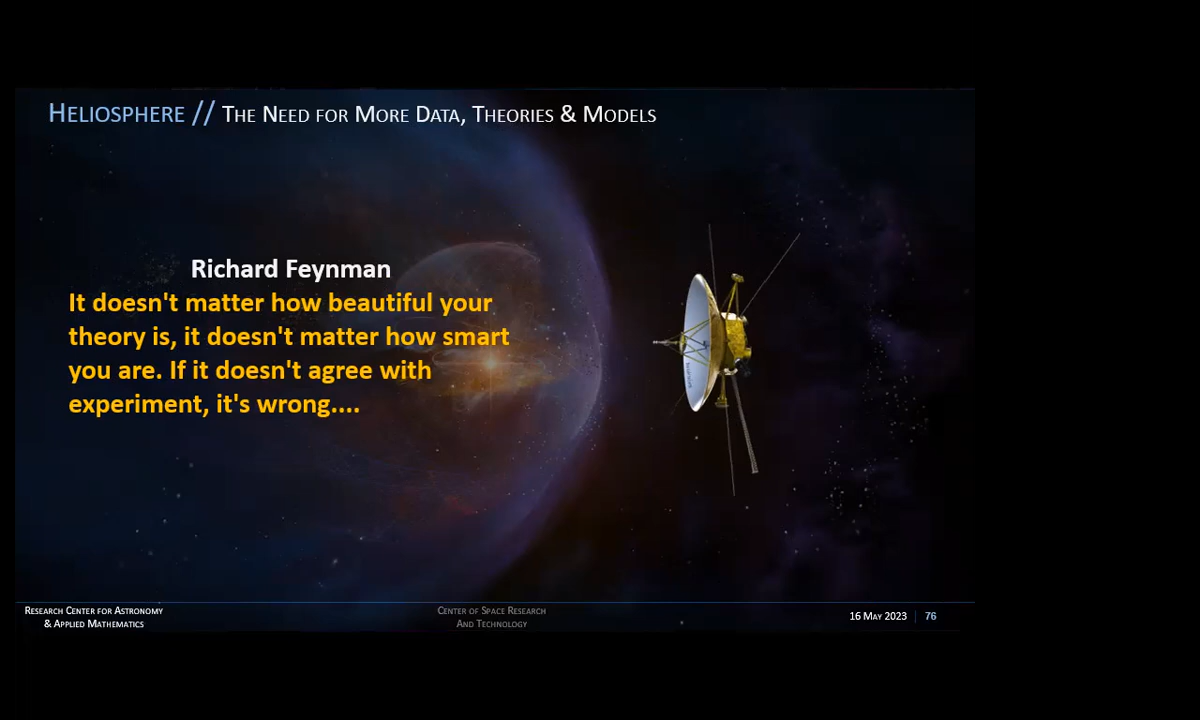 HELIOSPHERE // THE NEED FOR MORE DATA, THEORIES & MODELS
Richard Feynman
It doesn't matter how beautiful your
theory is, it doesn't matter how smart
you are. If it doesn't agree with
experiment, it's wrong....
RESEARCH CENTER FOR ASTRONOMY
& APPLIED MATHEMATICS
CENTER OF SPACE RESEARCH
AND TECHNOLOGY
16 MAY 2023 | 76